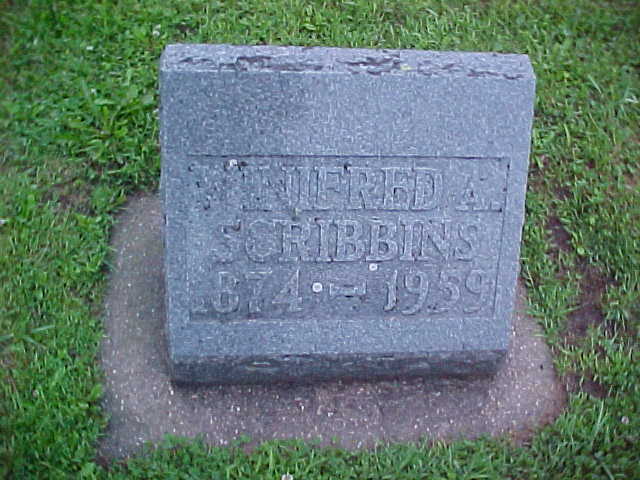 WINIFRED A.
SCRIBBINS
1874 - 1959